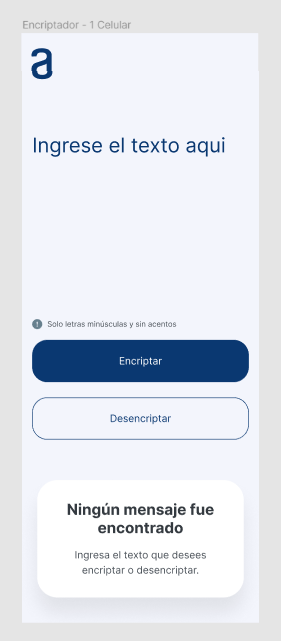 Encriptador - 1 Celular
a
Ingrese el texto aqui
! Solo letras minúsculas y sin acentos
Encriptar
Desencriptar
Ningún mensaje fue
encontrado
Ingresa el texto que desees
encriptar o desencriptar.